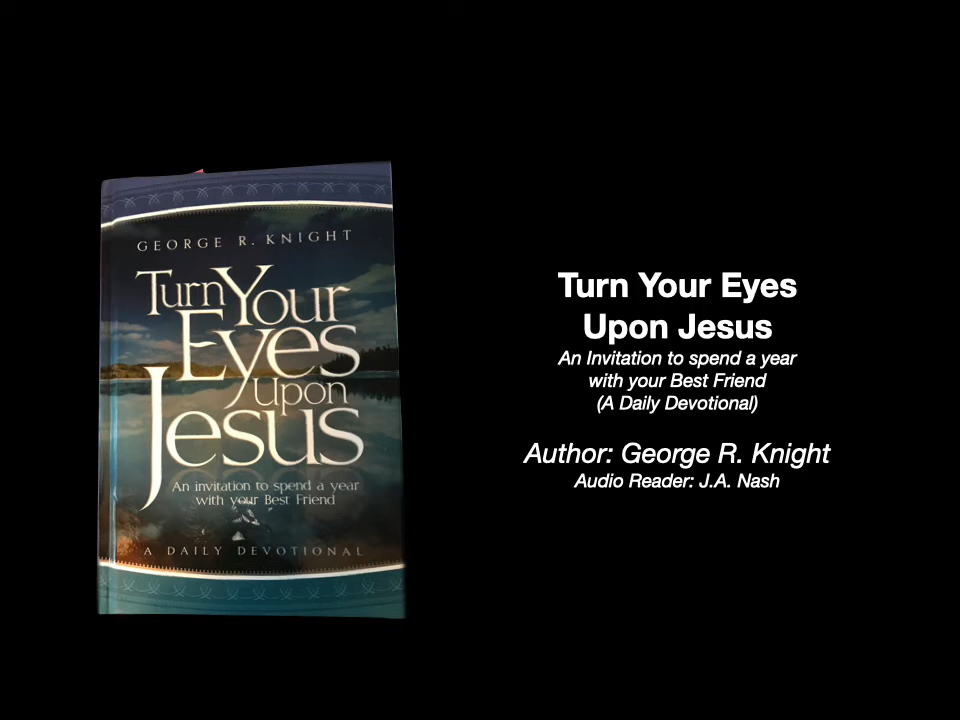 GEORGE R. KNIGHT
Turn Your
Eyes
Upon
Jesus
An invitation to spend a year
with your Best Friend
A DAILY DEVOTIONAL
Turn Your Eyes
Upon Jesus
An Invitation to spend a year
with your Best Friend
(A Daily Devotional)
Author: George R. Knight
Audio Reader: J.A. Nash